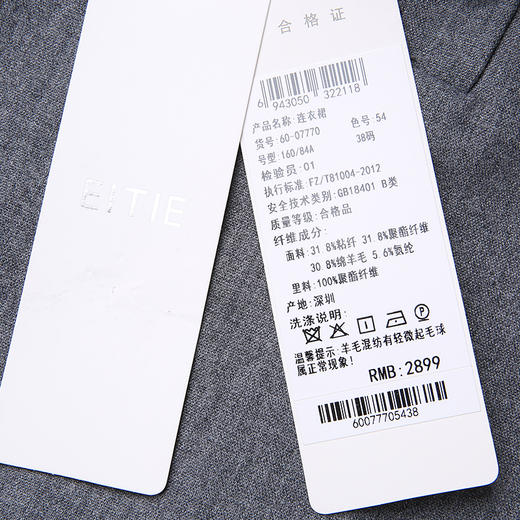 合格证
6 943050 322118
产品名称:连衣裙
货号:60-07770 色号:54
号型:160/84A 38码
检验员:01
执行标准:FZ/T81004-2012
安全技术类别:GB18401 B类
质量等级:合格品
纤维成分:
面料:31.8%粘纤 31.8%聚酯纤维
30.8%绵羊毛 5.6%氨纶
里料:100%聚酯纤维
产地:深圳
洗涤说明:
温馨提示:羊毛混纺有轻微起毛球
属正常现象!
RMB:2899
60077705438
EITIE